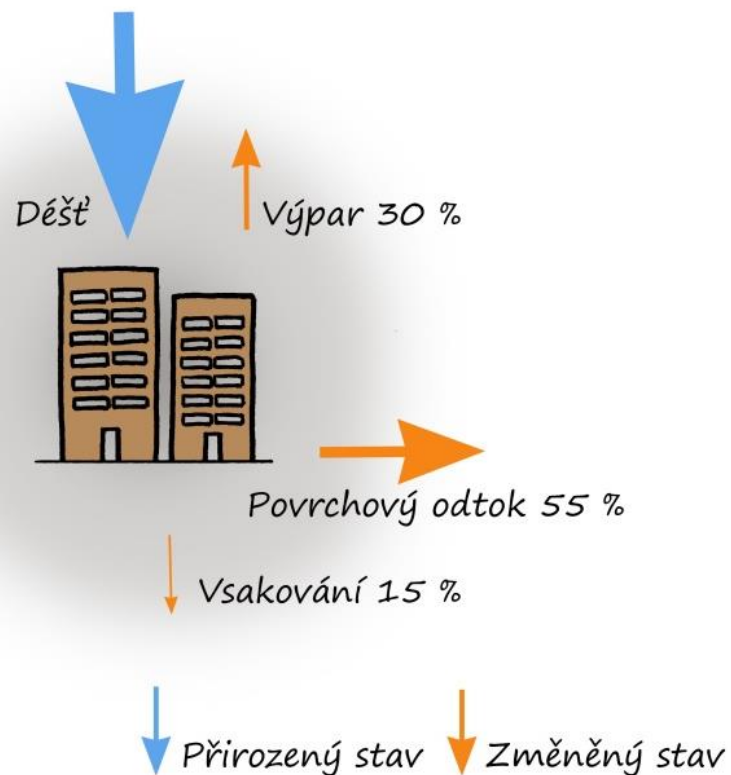 Déšť
Výpar 30 %
Povrchový odtok 55 %
Vsakování 15 %
Přirozený stav
Změněný stav